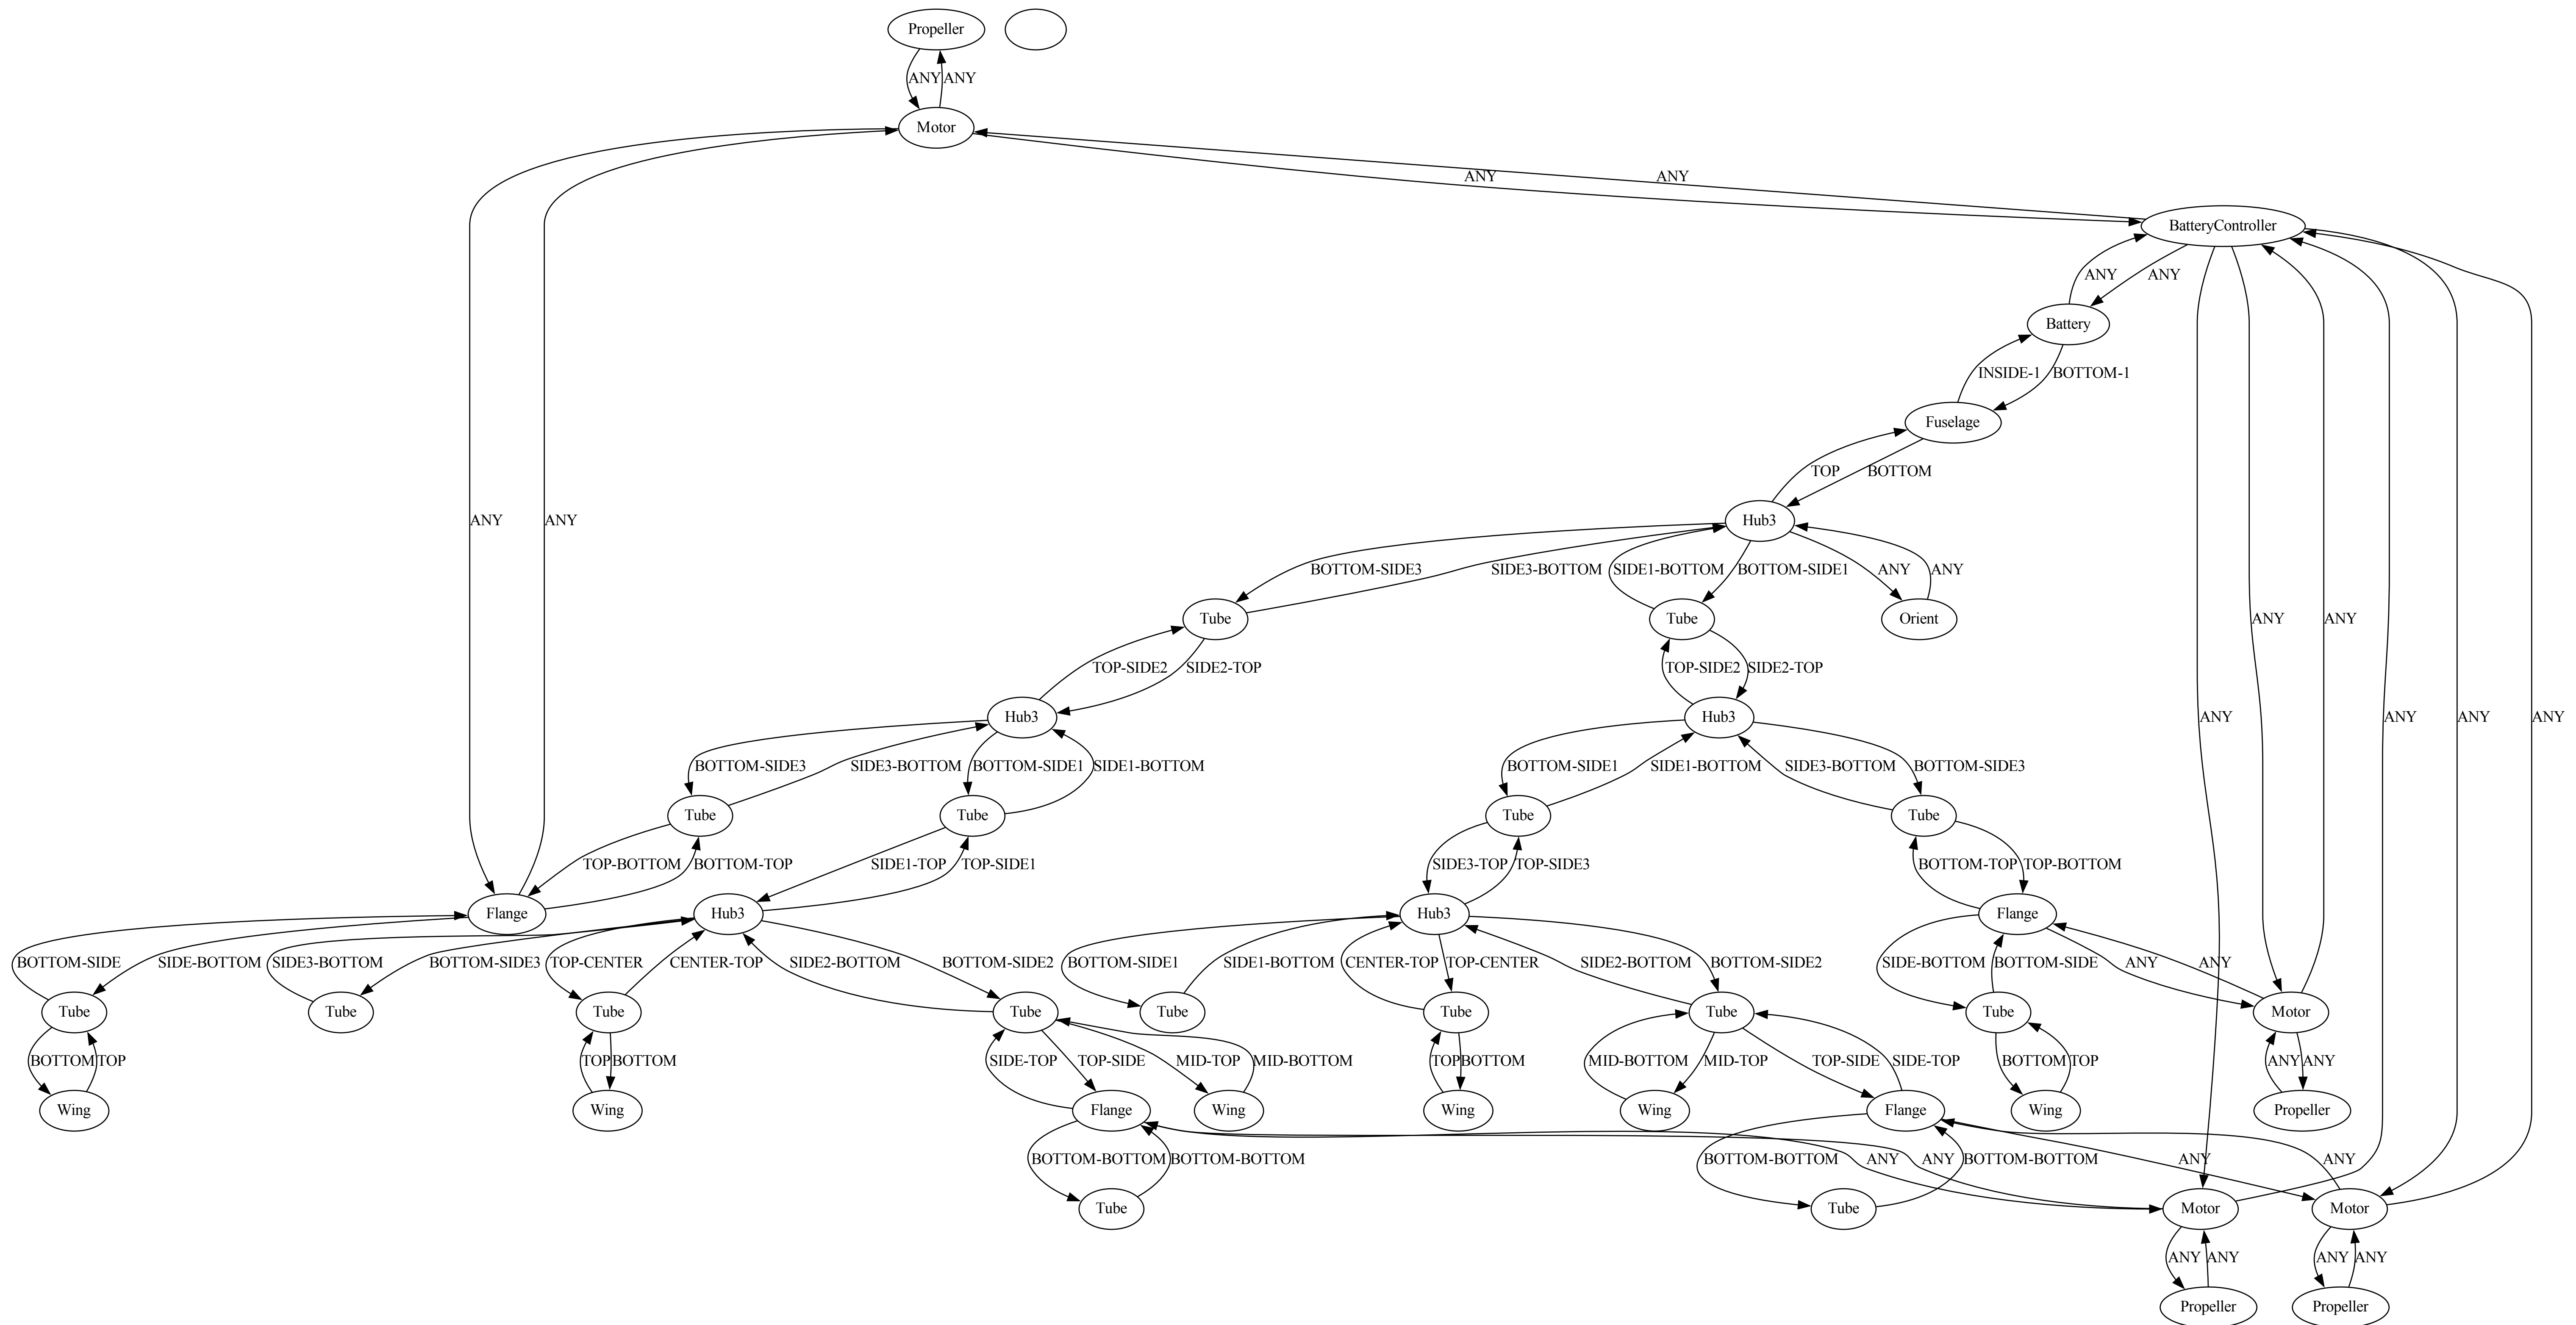 Propeller
ANY ANY
Motor
ANY ANY
BatteryController
ANY ANY
Battery
INSIDE-1 BOTTOM-1
Fuselage
TOP BOTTOM
ANY ANY Hub3
BOTTOM-SIDE3 SIDE3-BOTTOM SIDE1-BOTTOM BOTTOM-SIDE1 ANY ANY
Tube Tube Orient ANY ANY
TOP-SIDE2 SIDE2-TOP TOP-SIDE2 SIDE2-TOP
Hub3 Hub3 ANY ANY ANY ANY
BOTTOM-SIDE3 SIDE3-BOTTOM BOTTOM-SIDE1 SIDE1-BOTTOM BOTTOM-SIDE1 SIDE1-BOTTOM SIDE3-BOTTOM BOTTOM-SIDE3
Tube Tube Tube Tube
TOP-BOTTOM BOTTOM-TOP SIDE1-TOP TOP-SIDE1 SIDE3-TOP TOP-SIDE3 BOTTOM-TOP TOP-BOTTOM
Flange Hub3 Hub3 Flange
BOTTOM-SIDE SIDE-BOTTOM SIDE3-BOTTOM BOTTOM-SIDE3 TOP-CENTER CENTER-TOP SIDE2-BOTTOM BOTTOM-SIDE2 BOTTOM-SIDE1 SIDE1-BOTTOM CENTER-TOP TOP-CENTER SIDE2-BOTTOM BOTTOM-SIDE2 SIDE-BOTTOM BOTTOM-SIDE ANY ANY
Tube Tube Tube Tube Tube Tube Tube Tube Motor
BOTTOM TOP TOP BOTTOM SIDE-TOP TOP-SIDE MID-TOP MID-BOTTOM TOP BOTTOM MID-BOTTOM MID-TOP TOP-SIDE SIDE-TOP BOTTOM TOP ANY ANY
Wing Wing Flange Wing Wing Wing Flange Wing Propeller
BOTTOM-BOTTOM BOTTOM-BOTTOM BOTTOM-BOTTOM ANY ANY BOTTOM-BOTTOM ANY ANY
Tube Tube Motor Motor
ANY ANY ANY ANY
Propeller Propeller